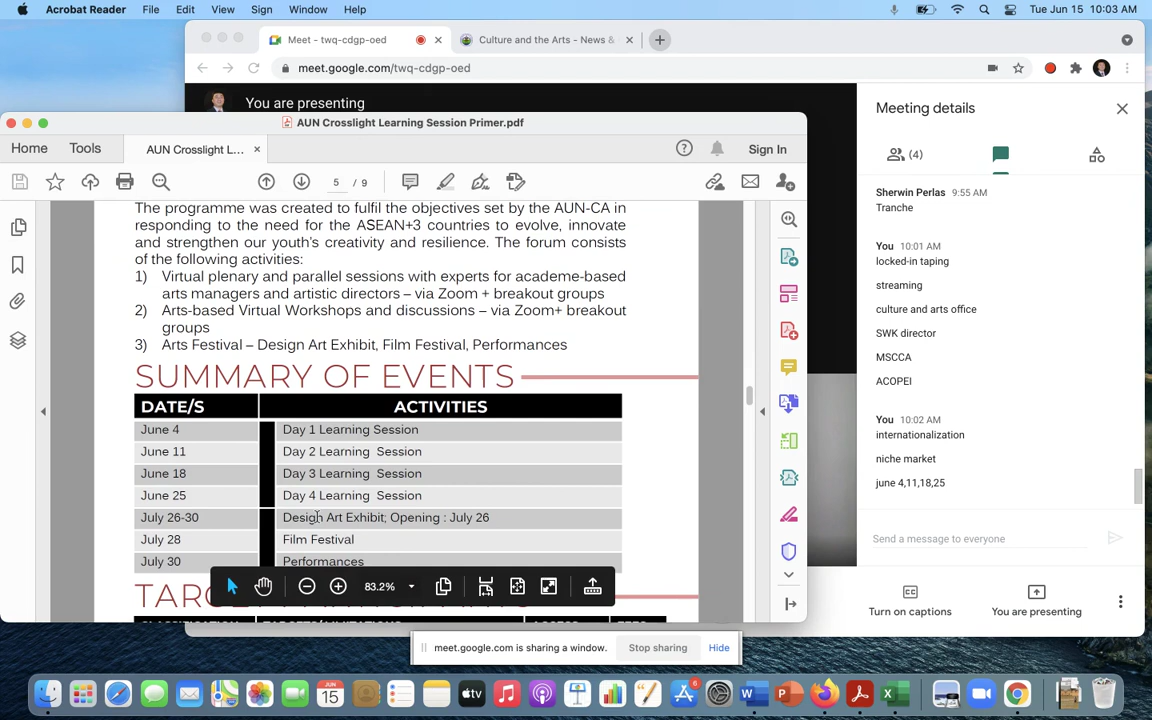 Acrobat Reader File Edit View Sign Window Help
Tue Jun 15 10:03 AM
Meet - twq-cdgp-oed
Culture and the Arts - News &
meet.google.com/twq-cdgp-oed
You are presenting
AUN Crosslight Learning Session Primer.pdf
Home Tools AUN Crosslight L... Sign In
5 / 9
The programme was created to fulfil the objectives set by the AUN-CA in
responding to the need for the ASEAN+3 countries to evolve, innovate
and strengthen our youth's creativity and resilience. The forum consists
of the following activities:
1) Virtual plenary and parallel sessions with experts for academe-based
arts managers and artistic directors – via Zoom + breakout groups
2) Arts-based Virtual Workshops and discussions – via Zoom+ breakout
groups
3) Arts Festival – Design Art Exhibit, Film Festival, Performances
SUMMARY OF EVENTS
DATE/S ACTIVITIES
June 4 Day 1 Learning Session
June 11 Day 2 Learning Session
June 18 Day 3 Learning Session
June 25 Day 4 Learning Session
July 26-30 Design Art Exhibit; Opening : July 26
July 28 Film Festival
July 30 Performances
83.2%
Meeting details
(4)
Sherwin Perlas 9:55 AM
Tranche
You 10:01 AM
locked-in taping
streaming
culture and arts office
SWK director
MSCCA
ACOPEI
You 10:02 AM
internationalization
niche market
june 4,11,18,25
Send a message to everyone
Turn on captions
You are presenting
meet.google.com is sharing a window.
Stop sharing
Hide
JUN
15
6